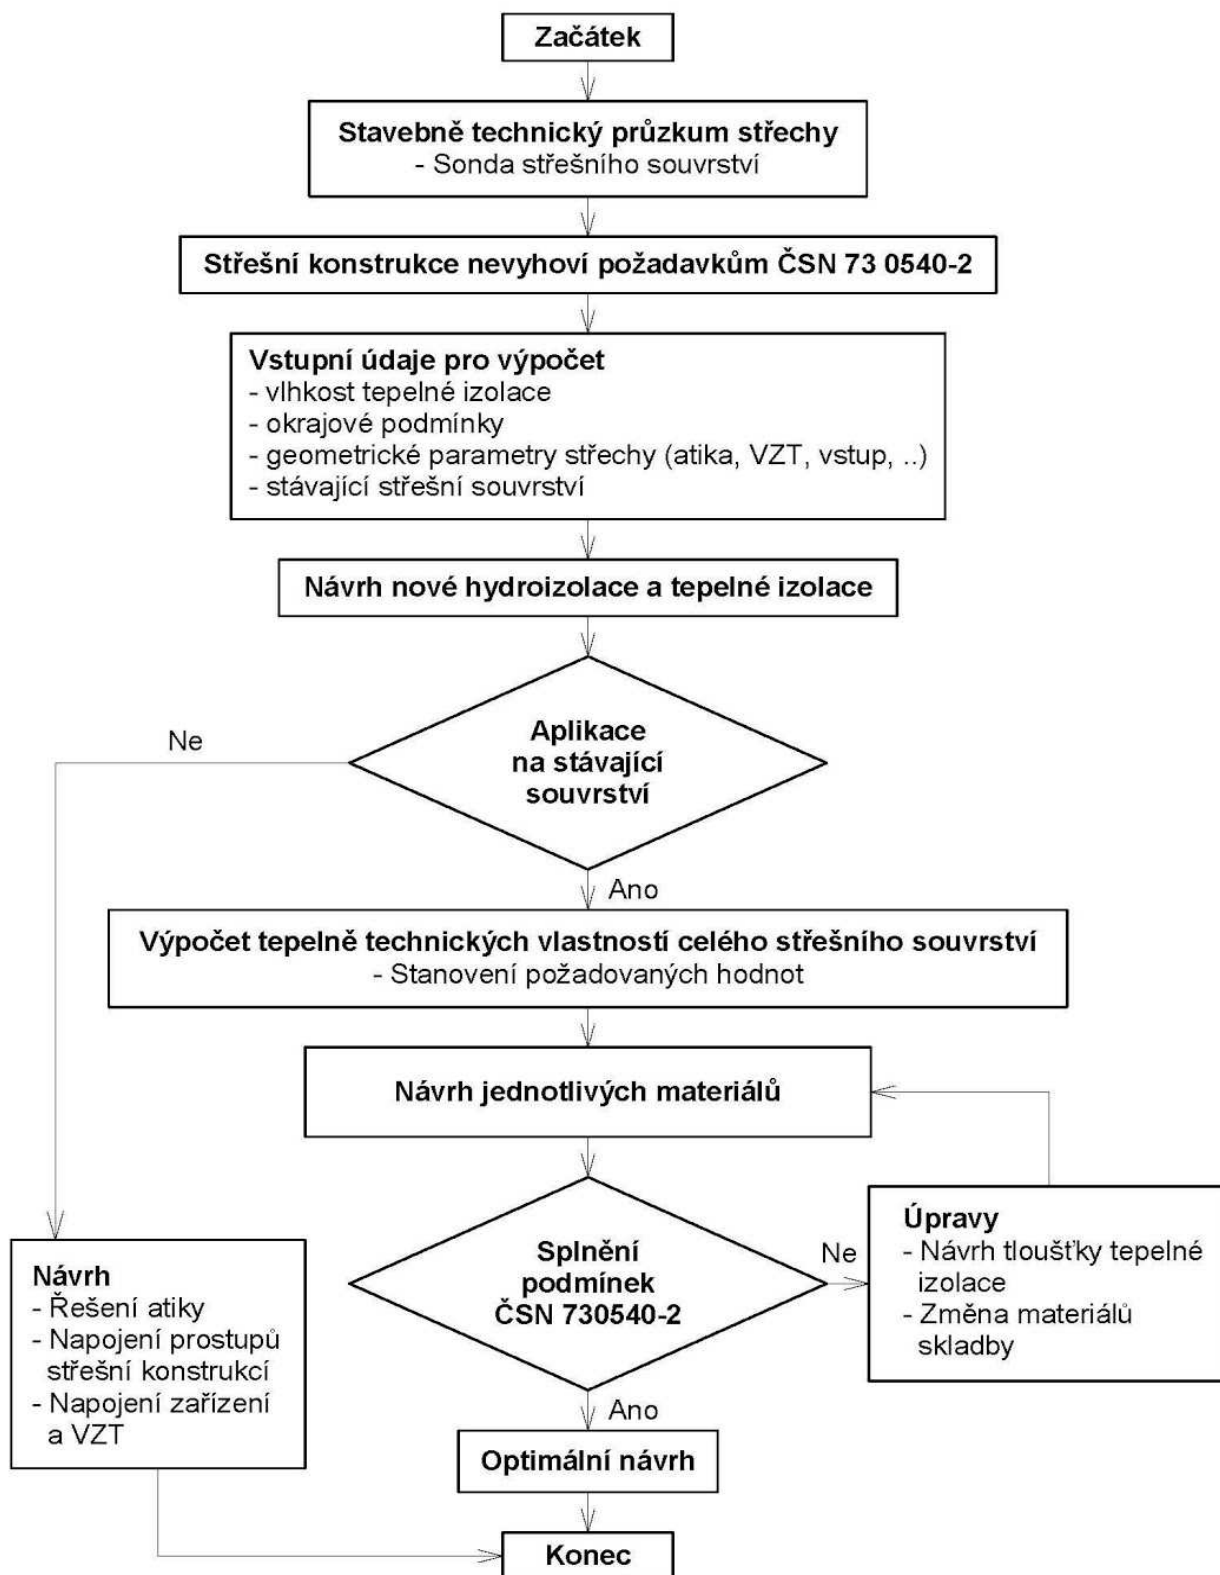 Začátek
Stavebně technický průzkum střechy
- Sonda střešního souvrství
Střešní konstrukce nevyhoví požadavkům ČSN 73 0540-2
Vstupní údaje pro výpočet
- vlhkost tepelné izolace
- okrajové podmínky
- geometrické parametry střechy (atika, VZT, vstup, ..)
- stávající střešní souvrství
Návrh nové hydroizolace a tepelné izolace
Aplikace
na stávající
souvrství
Ne
Ano
Výpočet tepelně technických vlastností celého střešního souvrství
- Stanovení požadovaných hodnot
Návrh jednotlivých materiálů
Splnění
podmínek
ČSN 730540-2
Ne
Úpravy
- Návrh tloušťky tepelné
izolace
- Změna materiálů
skladby
Návrh
- Řešení atiky
- Napojení prostupů
střešní konstrukcí
- Napojení zařízení
a VZT
Ano
Optimální návrh
Konec